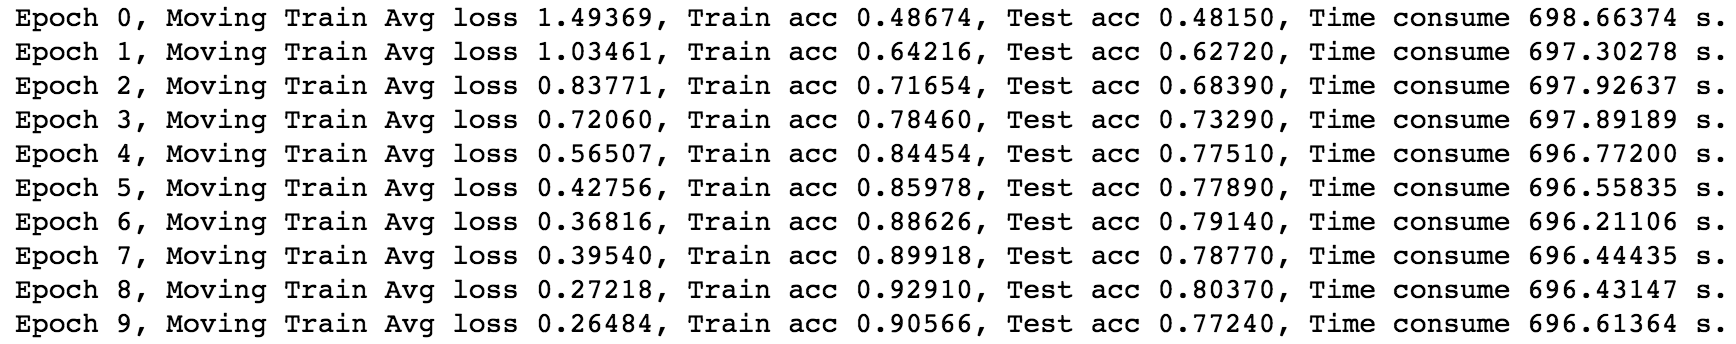 Epoch 0, Moving Train Avg loss 1.49369, Train acc 0.48674, Test acc 0.48150, Time consume 698.66374 s.
Epoch 1, Moving Train Avg loss 1.03461, Train acc 0.64216, Test acc 0.62720, Time consume 697.30278 s.
Epoch 2, Moving Train Avg loss 0.83771, Train acc 0.71654, Test acc 0.68390, Time consume 697.92637 s.
Epoch 3, Moving Train Avg loss 0.72060, Train acc 0.78460, Test acc 0.73290, Time consume 697.89189 s.
Epoch 4, Moving Train Avg loss 0.56507, Train acc 0.84454, Test acc 0.77510, Time consume 696.77200 s.
Epoch 5, Moving Train Avg loss 0.42756, Train acc 0.85978, Test acc 0.77890, Time consume 696.55835 s.
Epoch 6, Moving Train Avg loss 0.36816, Train acc 0.88626, Test acc 0.79140, Time consume 696.21106 s.
Epoch 7, Moving Train Avg loss 0.39540, Train acc 0.89918, Test acc 0.78770, Time consume 696.44435 s.
Epoch 8, Moving Train Avg loss 0.27218, Train acc 0.92910, Test acc 0.80370, Time consume 696.43147 s.
Epoch 9, Moving Train Avg loss 0.26484, Train acc 0.90566, Test acc 0.77240, Time consume 696.61364 s.